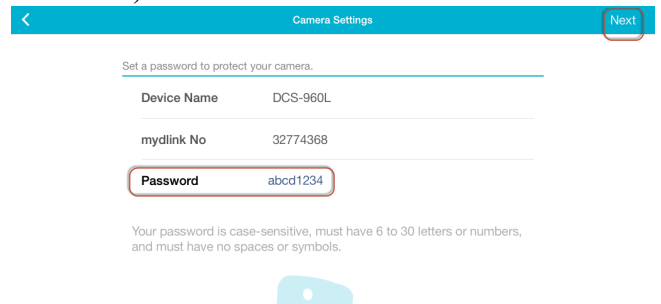 Camera Settings
Next
Set a password to protect your camera.
Device Name DCS-960L
mydlink No 32774368
Password abcd1234
Your password is case-sensitive, must have 6 to 30 letters or numbers,
and must have no spaces or symbols.